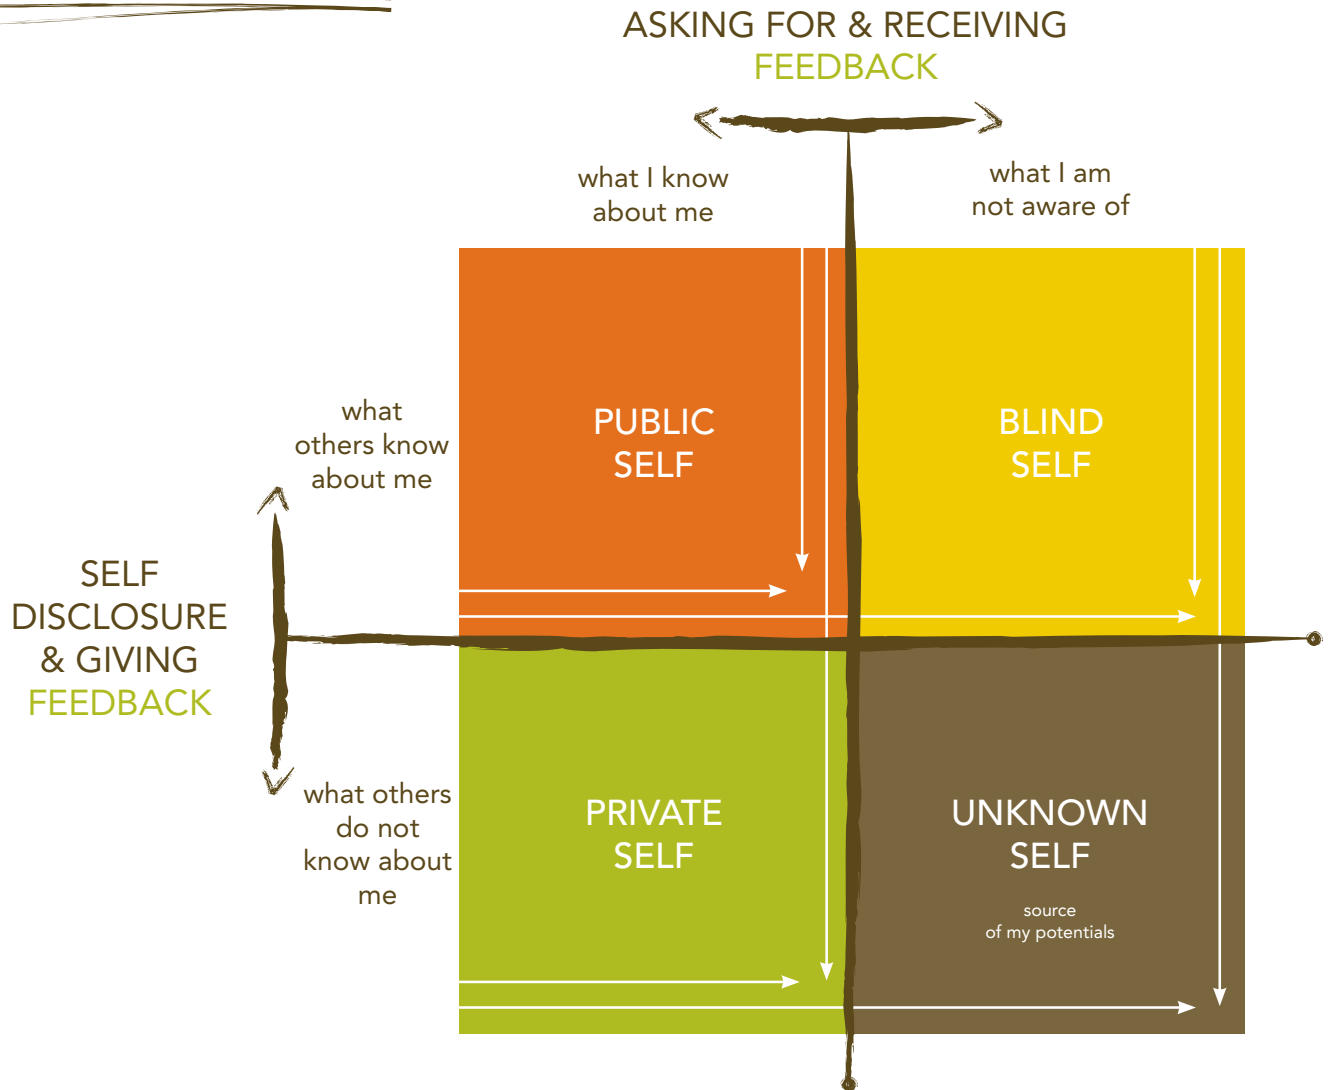 ASKING FOR & RECEIVING
FEEDBACK
what I know
about me
what I am
not aware of
what
others know
about me
PUBLIC
SELF
BLIND
SELF
SELF
DISCLOSURE
& GIVING
FEEDBACK
what others
do not
know about
me
PRIVATE
SELF
UNKNOWN
SELF
source
of my potentials